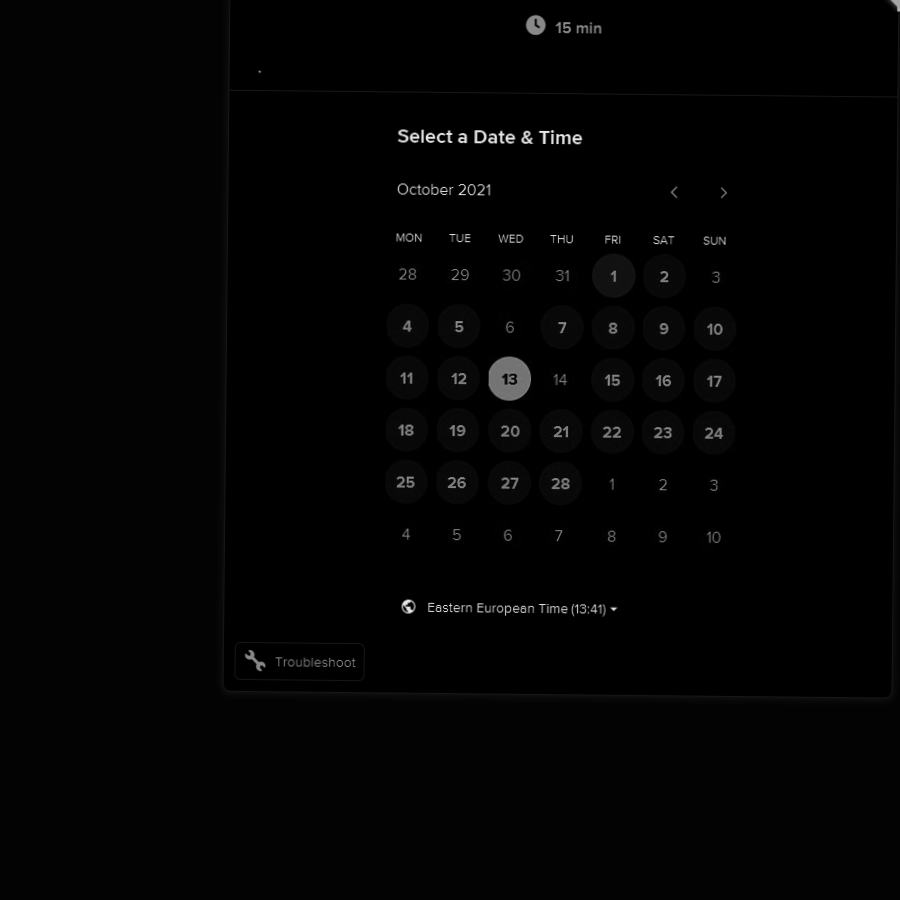 15 min
Select a Date & Time
October 2021
MON TUE WED THU FRI SAT SUN
28 29 30 31 1 2 3
4 5 6 7 8 9 10
11 12 13 14 15 16 17
18 19 20 21 22 23 24
25 26 27 28 1 2 3
4 5 6 7 8 9 10
Eastern European Time (13:41)
Troubleshoot